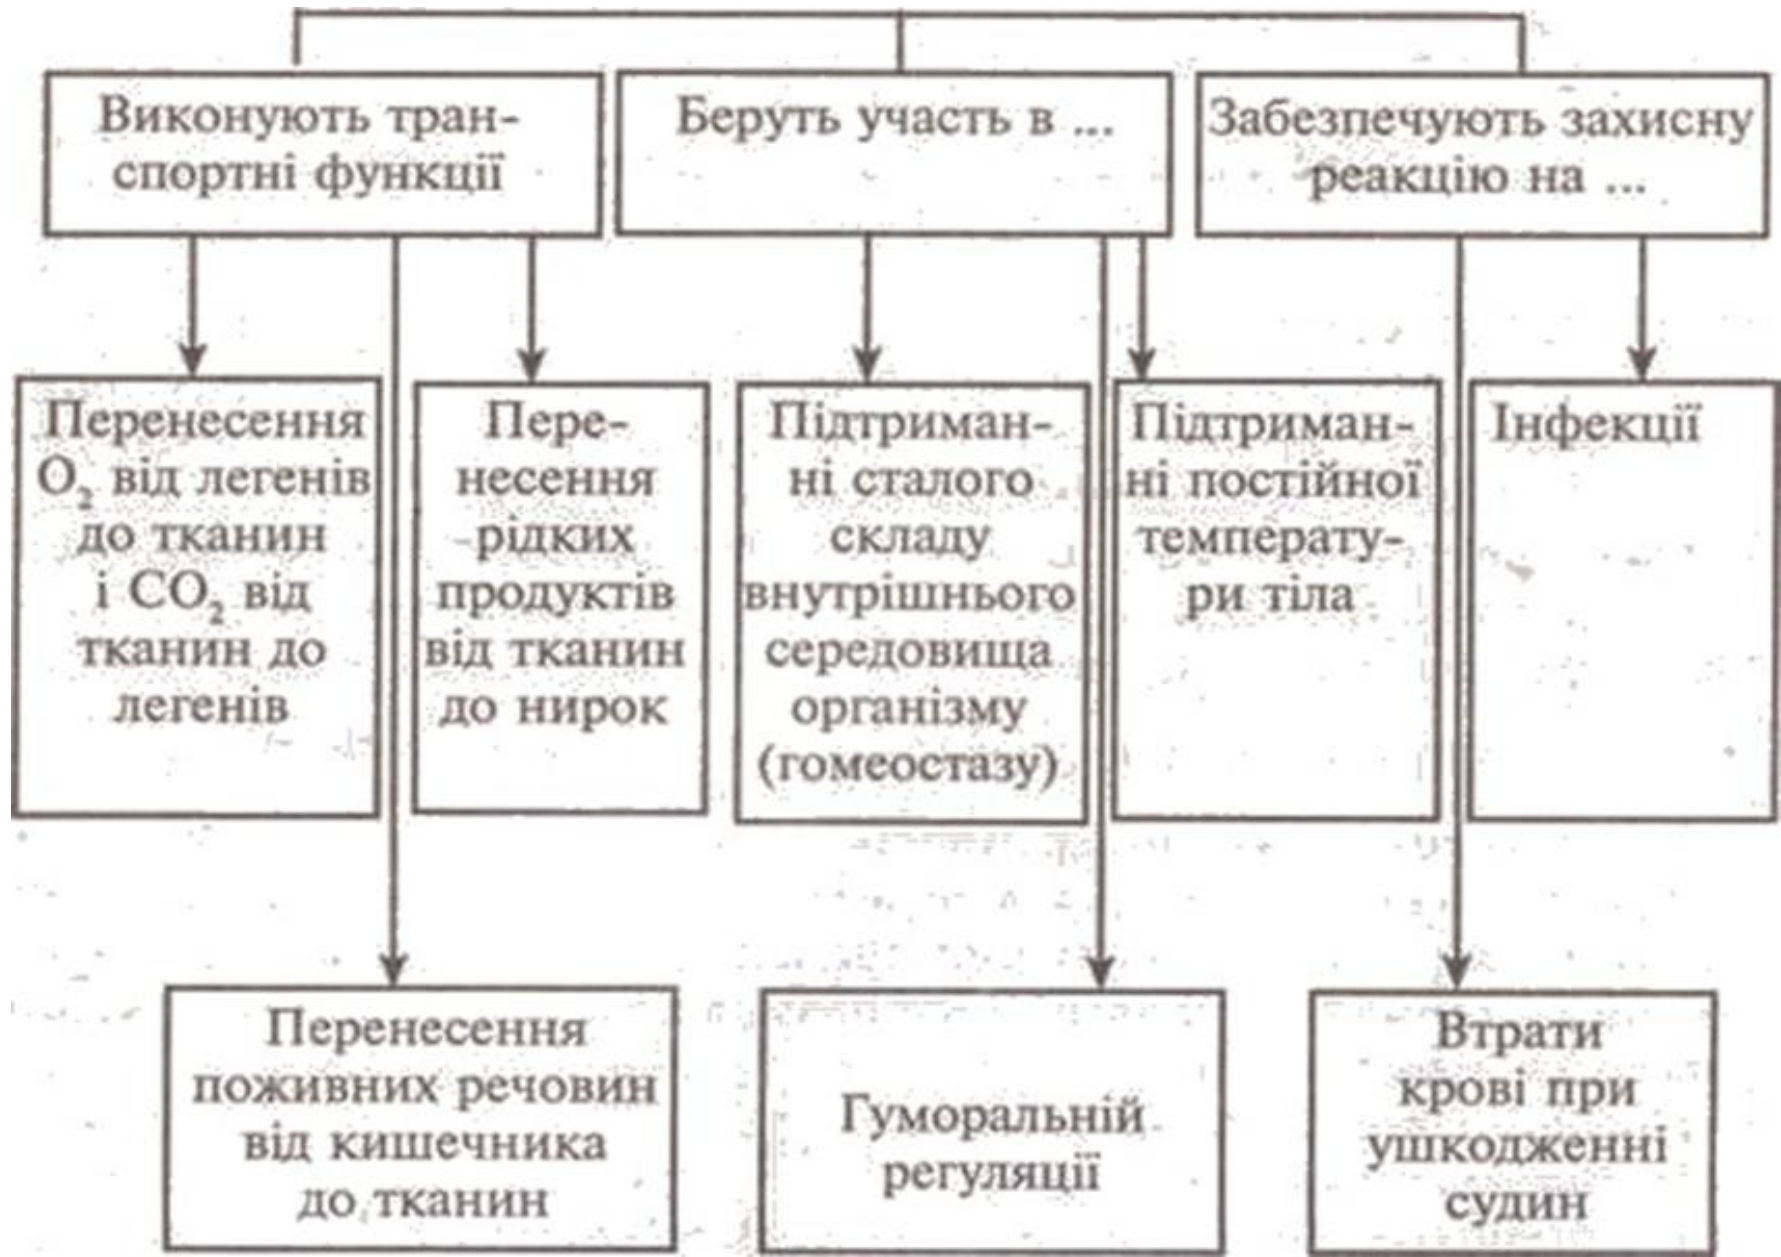 Виконують тран-
спортні функції
Беруть участь в ...
Забезпечують захисну
реакцію на ...
Перенесення
O₂ від легенів
до тканин
і CO₂ від
тканин до
легенів
Пере-
несення
рідких
продуктів
від тканин
до нирок
Підтриман-
ні сталого
складу
внутрішнього
середовища
організму
(гомеостазу)
Підтриман-
ні постійної
температу-
ри тіла
Інфекції
Перенесення
поживних речовин
від кишечника
до тканин
Гуморальній
регуляції
Втрати
крові при
ушкодженні
судин